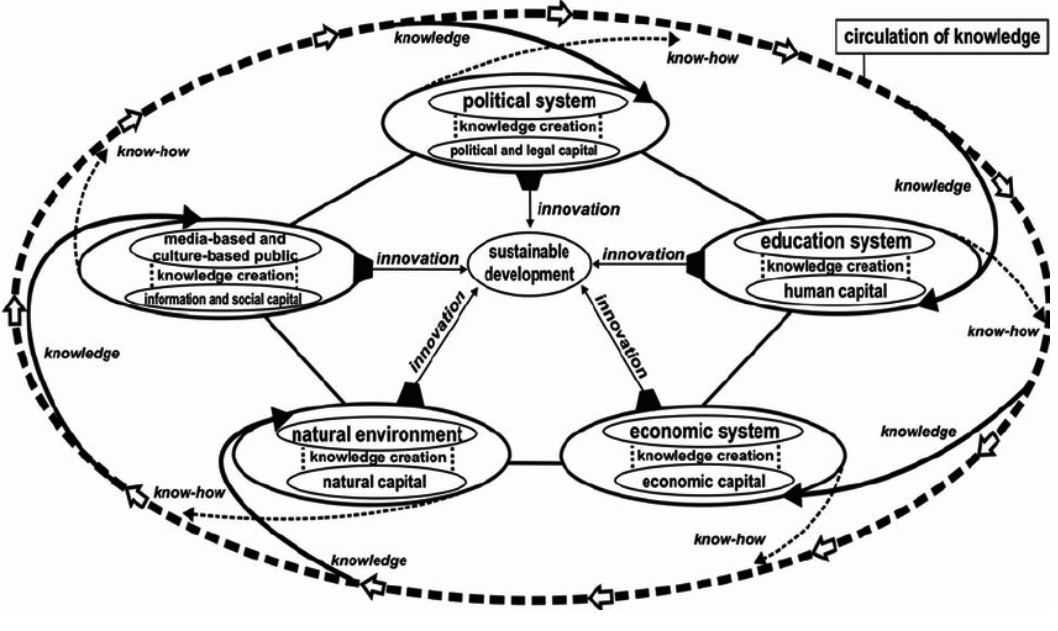 circulation of knowledge
knowledge
know-how
political system
knowledge creation
political and legal capital
innovation
know-how
knowledge
media-based and
culture-based public
knowledge creation
information and social capital
innovation
sustainable
development
innovation
education system
knowledge creation
human capital
know-how
knowledge
innovation
innovation
natural environment
knowledge creation
natural capital
economic system
knowledge creation
economic capital
knowledge
know-how
knowledge
know-how